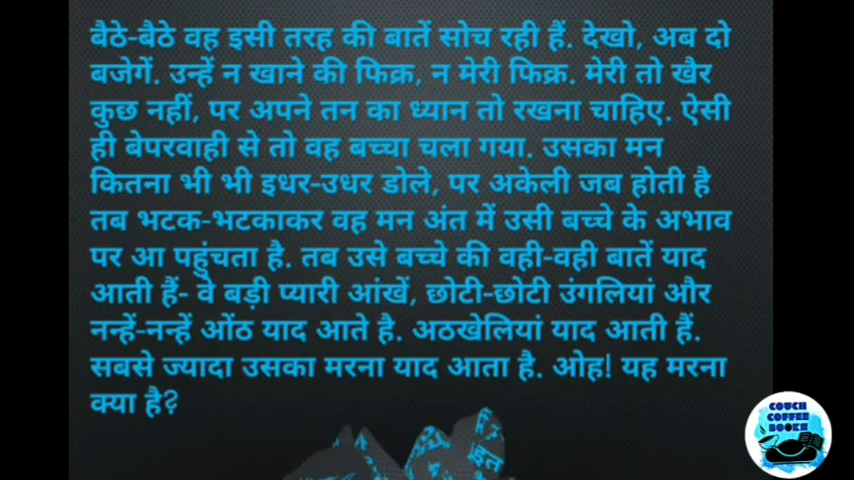 बैठे-बैठे वह इसी तरह की बातें सोच रही हैं. देखो, अब दो
बजेगें. उन्हें न खाने की फिक्र, न मेरी फिक्र. मेरी तो खैर
कुछ नहीं, पर अपने तन का ध्यान तो रखना चाहिए. ऐसी
ही बेपरवाही से तो वह बच्चा चला गया. उसका मन
कितना भी भी इधर-उधर डोले, पर अकेली जब होती है
तब भटक-भटकाकर वह मन अंत में उसी बच्चे के अभाव
पर आ पहुंचता है. तब उसे बच्चे की वही-वही बातें याद
आती हैं- वे बड़ी प्यारी आंखें, छोटी-छोटी उंगलियां और
नन्हें-नन्हें ओंठ याद आते है. अठखेलियां याद आती हैं.
सबसे ज्यादा उसका मरना याद आता है. ओह! यह मरना
क्या है?
COUCH
COFFEE
BOOKS